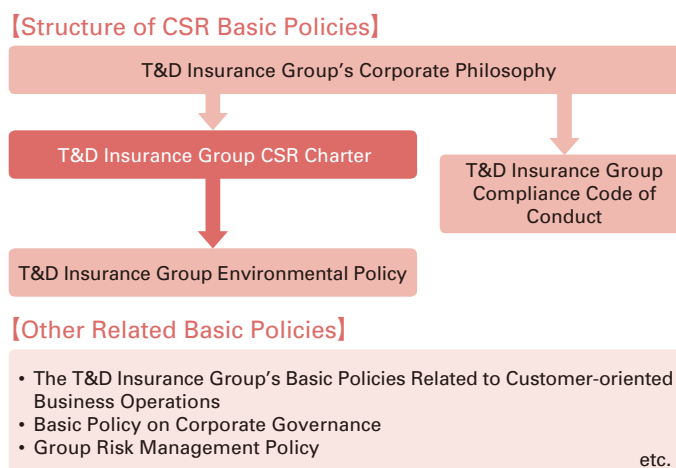 【Structure of CSR Basic Policies】
T&D Insurance Group's Corporate Philosophy
T&D Insurance Group CSR Charter
T&D Insurance Group
Compliance Code of
Conduct
T&D Insurance Group Environmental Policy
【Other Related Basic Policies】
• The T&D Insurance Group's Basic Policies Related to Customer-oriented
Business Operations
• Basic Policy on Corporate Governance
• Group Risk Management Policy
etc.